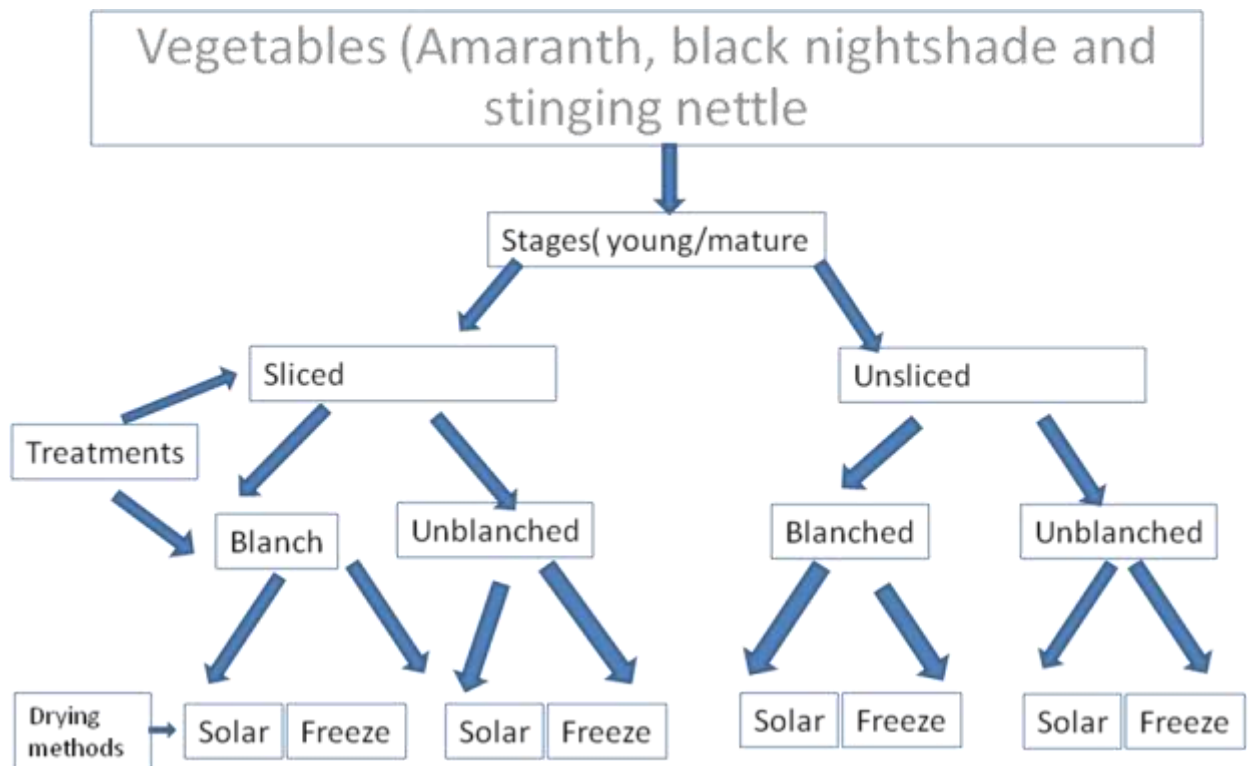 Vegetables (Amaranth, black nightshade and
stinging nettle
Stages( young/mature
Sliced
Unsliced
Treatments
Blanch
Unblanched
Blanched
Unblanched
Drying
methods
Solar
Freeze
Solar
Freeze
Solar
Freeze
Solar
Freeze